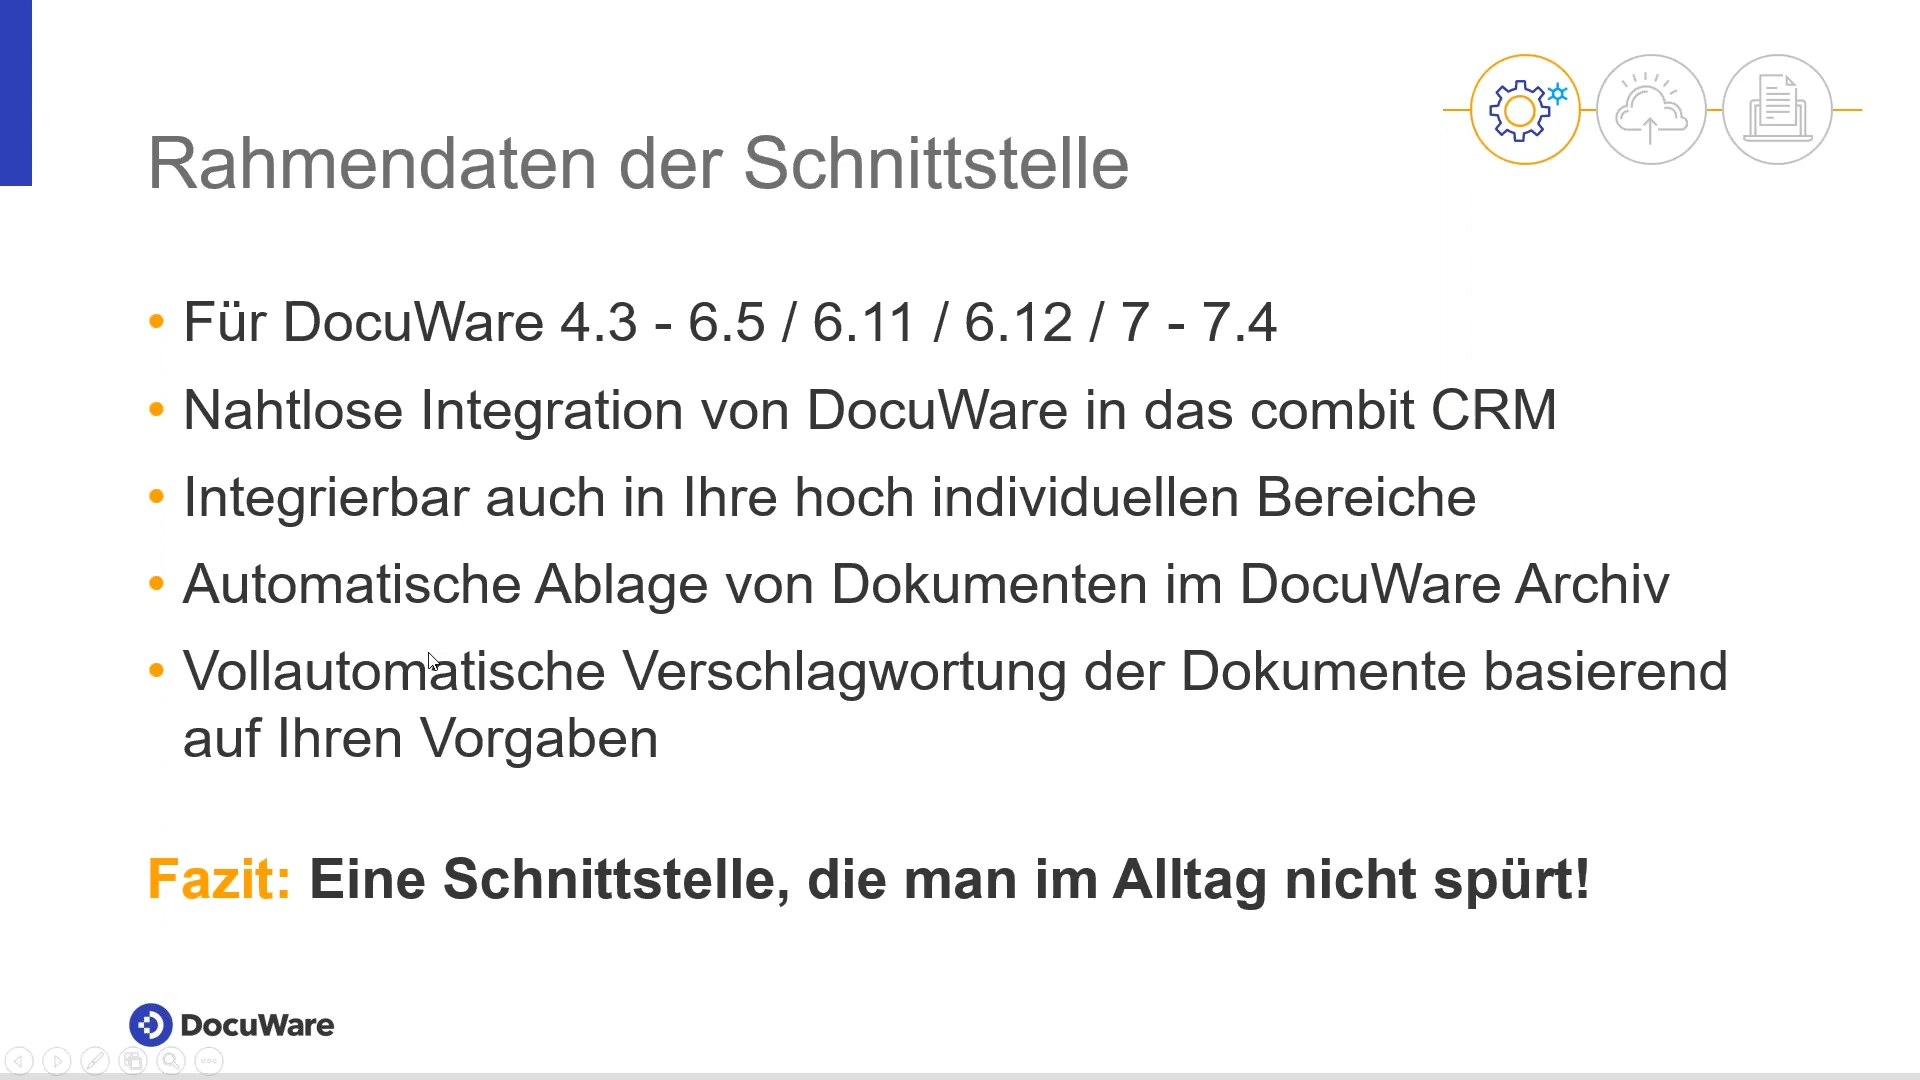 Rahmendaten der Schnittstelle
• Für DocuWare 4.3 - 6.5 / 6.11 / 6.12 / 7 - 7.4
• Nahtlose Integration von DocuWare in das combit CRM
• Integrierbar auch in Ihre hoch individuellen Bereiche
• Automatische Ablage von Dokumenten im DocuWare Archiv
• Vollautomatische Verschlagwortung der Dokumente basierend
auf Ihren Vorgaben
Fazit: Eine Schnittstelle, die man im Alltag nicht spürt!
DocuWare